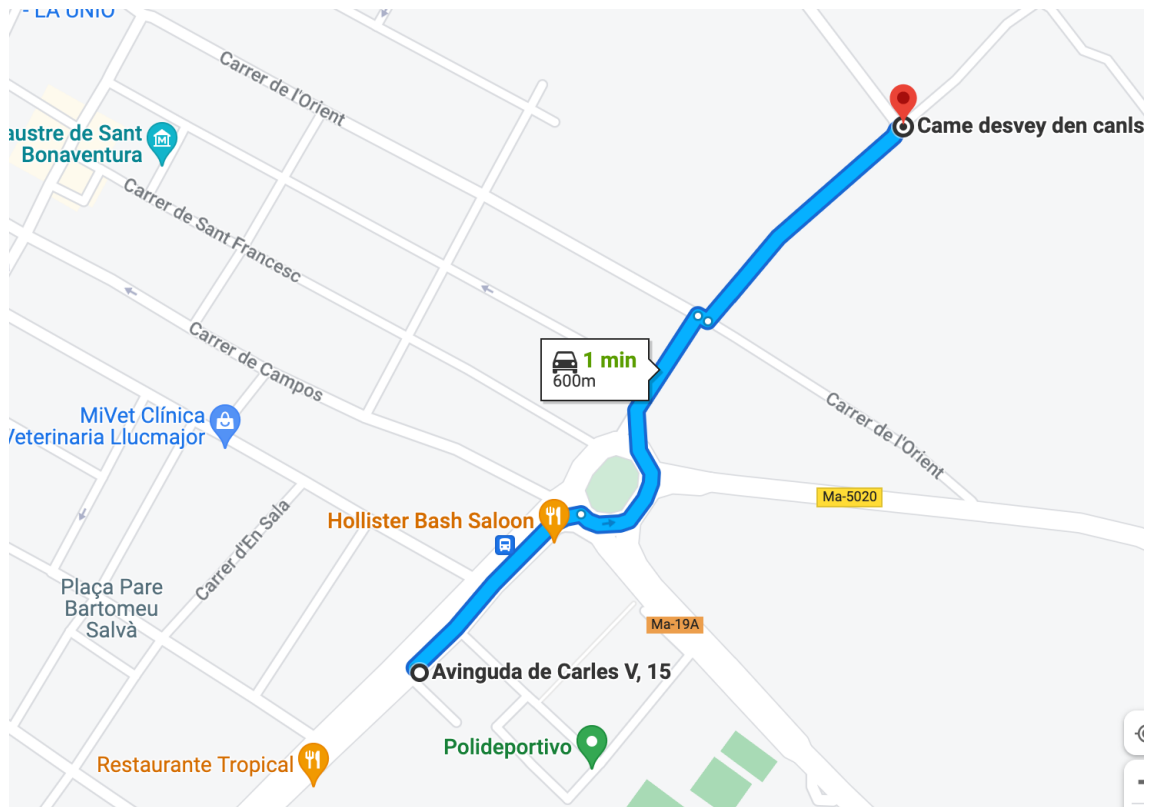 - LA UNIÓ
Carrer de l'Orient
Came desvey den canls
austre de Sant
Bonaventura
Carrer de Sant Francesc
1 min
600m
Carrer de Campos
Carrer de l'Orient
MiVet Clínica
Veterinaria Llucmajor
Ma-5020
Hollister Bash Saloon
Carrer d'En Sala
Plaça Pare
Bartomeu
Salvà
Ma-19A
Avinguda de Carles V, 15
Polideportivo
Restaurante Tropical